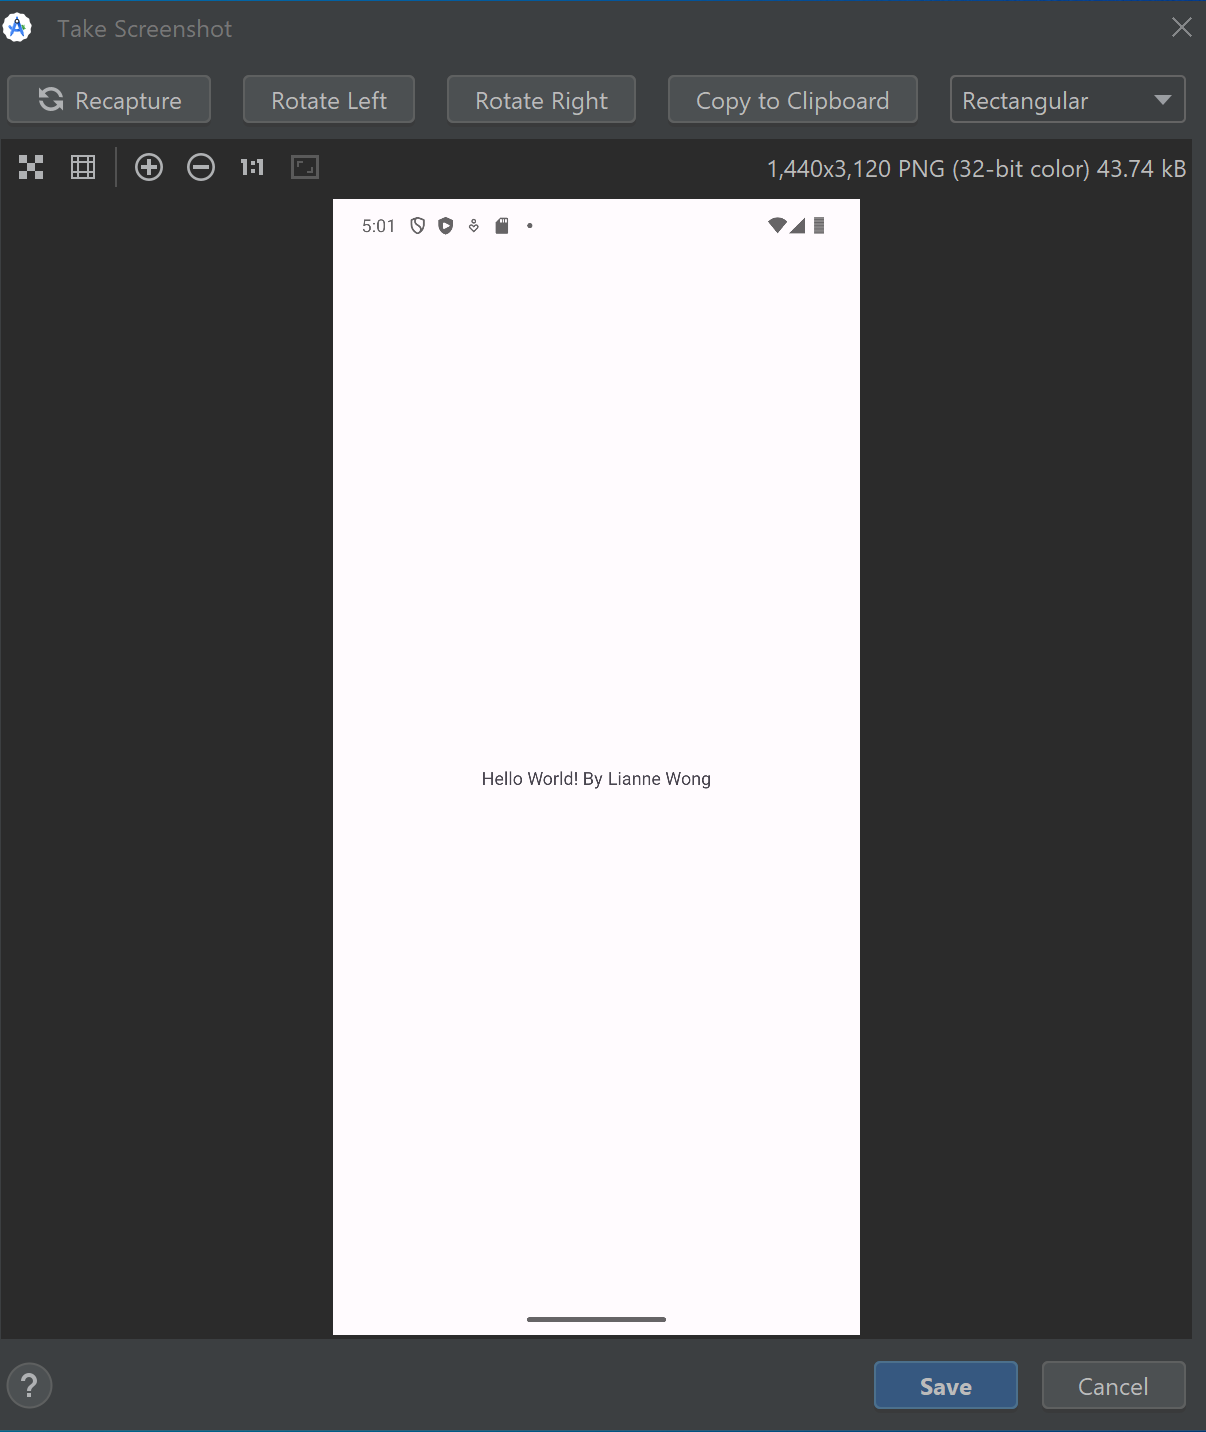 Take Screenshot
Recapture
Rotate Left
Rotate Right
Copy to Clipboard
Rectangular
1:1
1,440x3,120 PNG (32-bit color) 43.74 kB
5:01
Hello World! By Lianne Wong
?
Save
Cancel